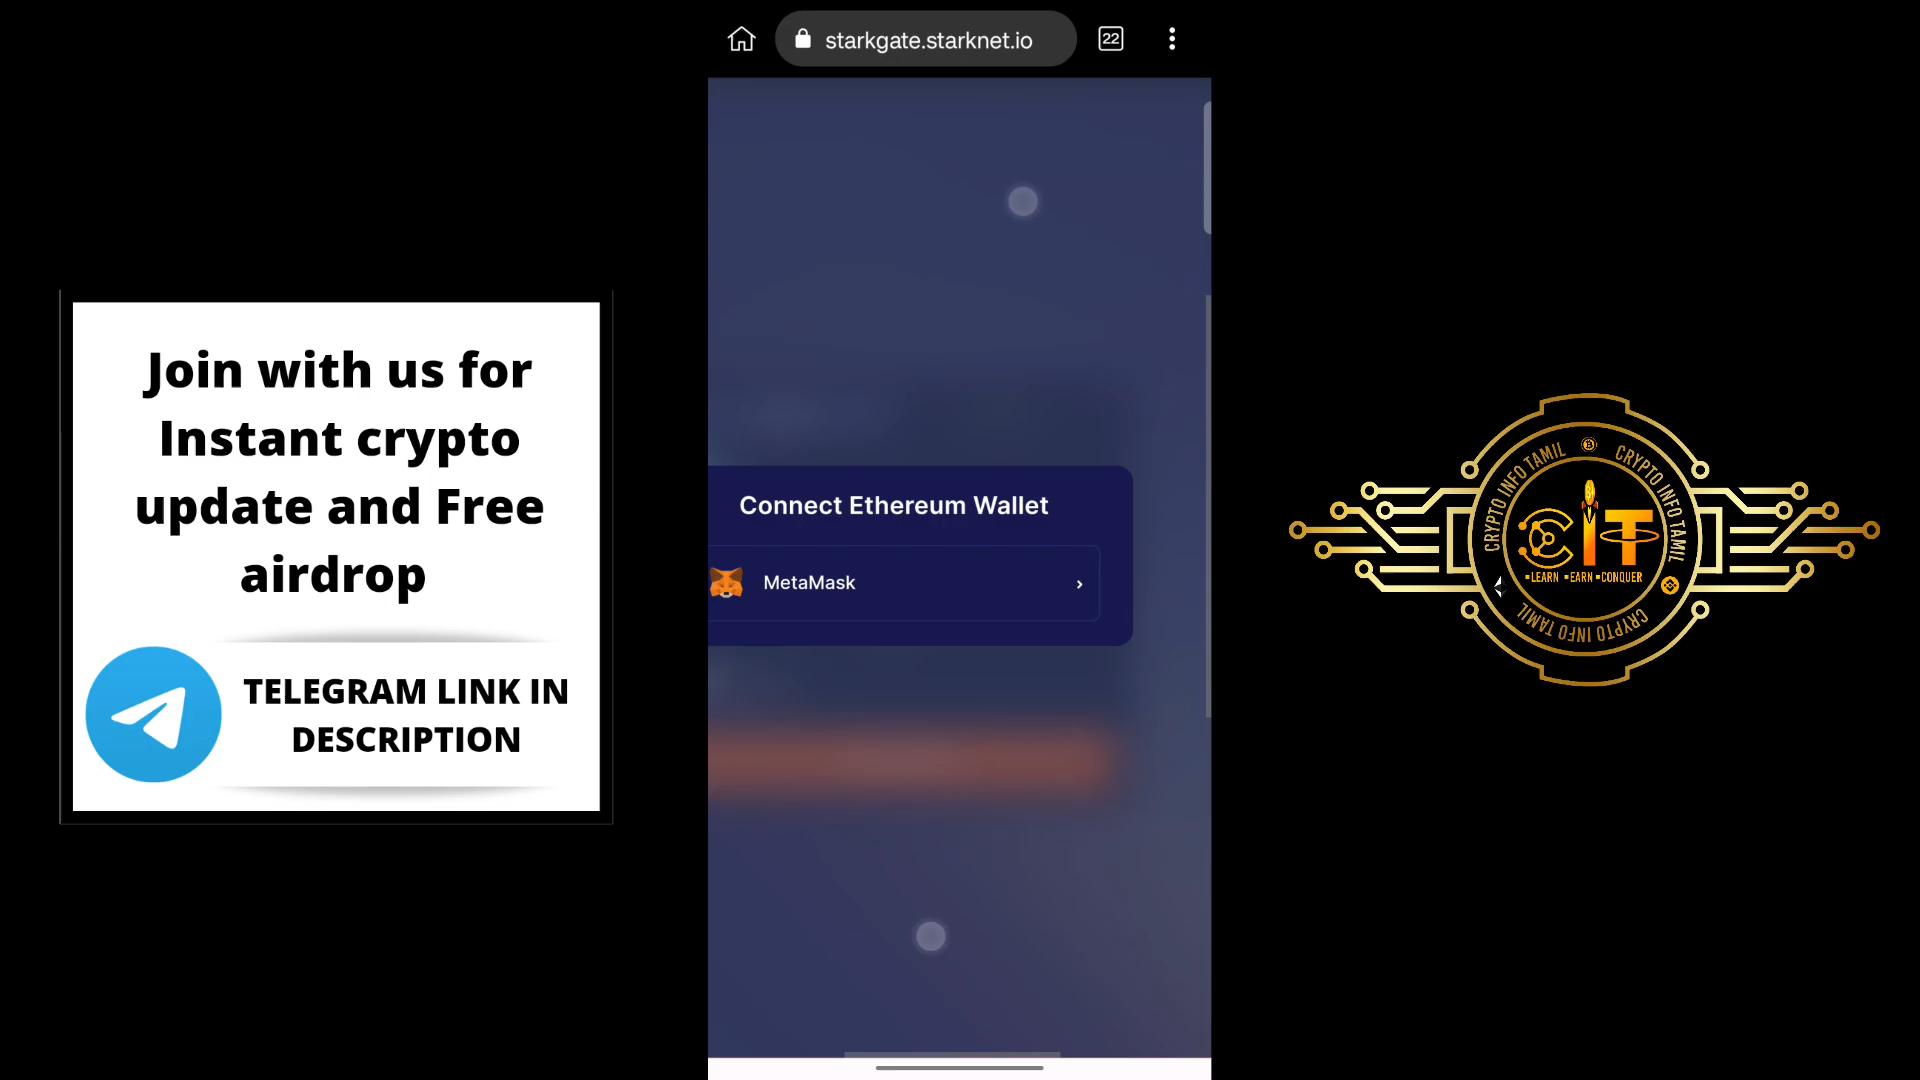 starkgate.starknet.io
22
Join with us for
Instant crypto
update and Free
airdrop
TELEGRAM LINK IN
DESCRIPTION
Connect Ethereum Wallet
MetaMask
CRYPTO INFO TAMIL
CRYPTO INFO TAMIL
CRYPTO INFO TAMIL
CIT
▪LEARN ▪EARN ▪CONQUER